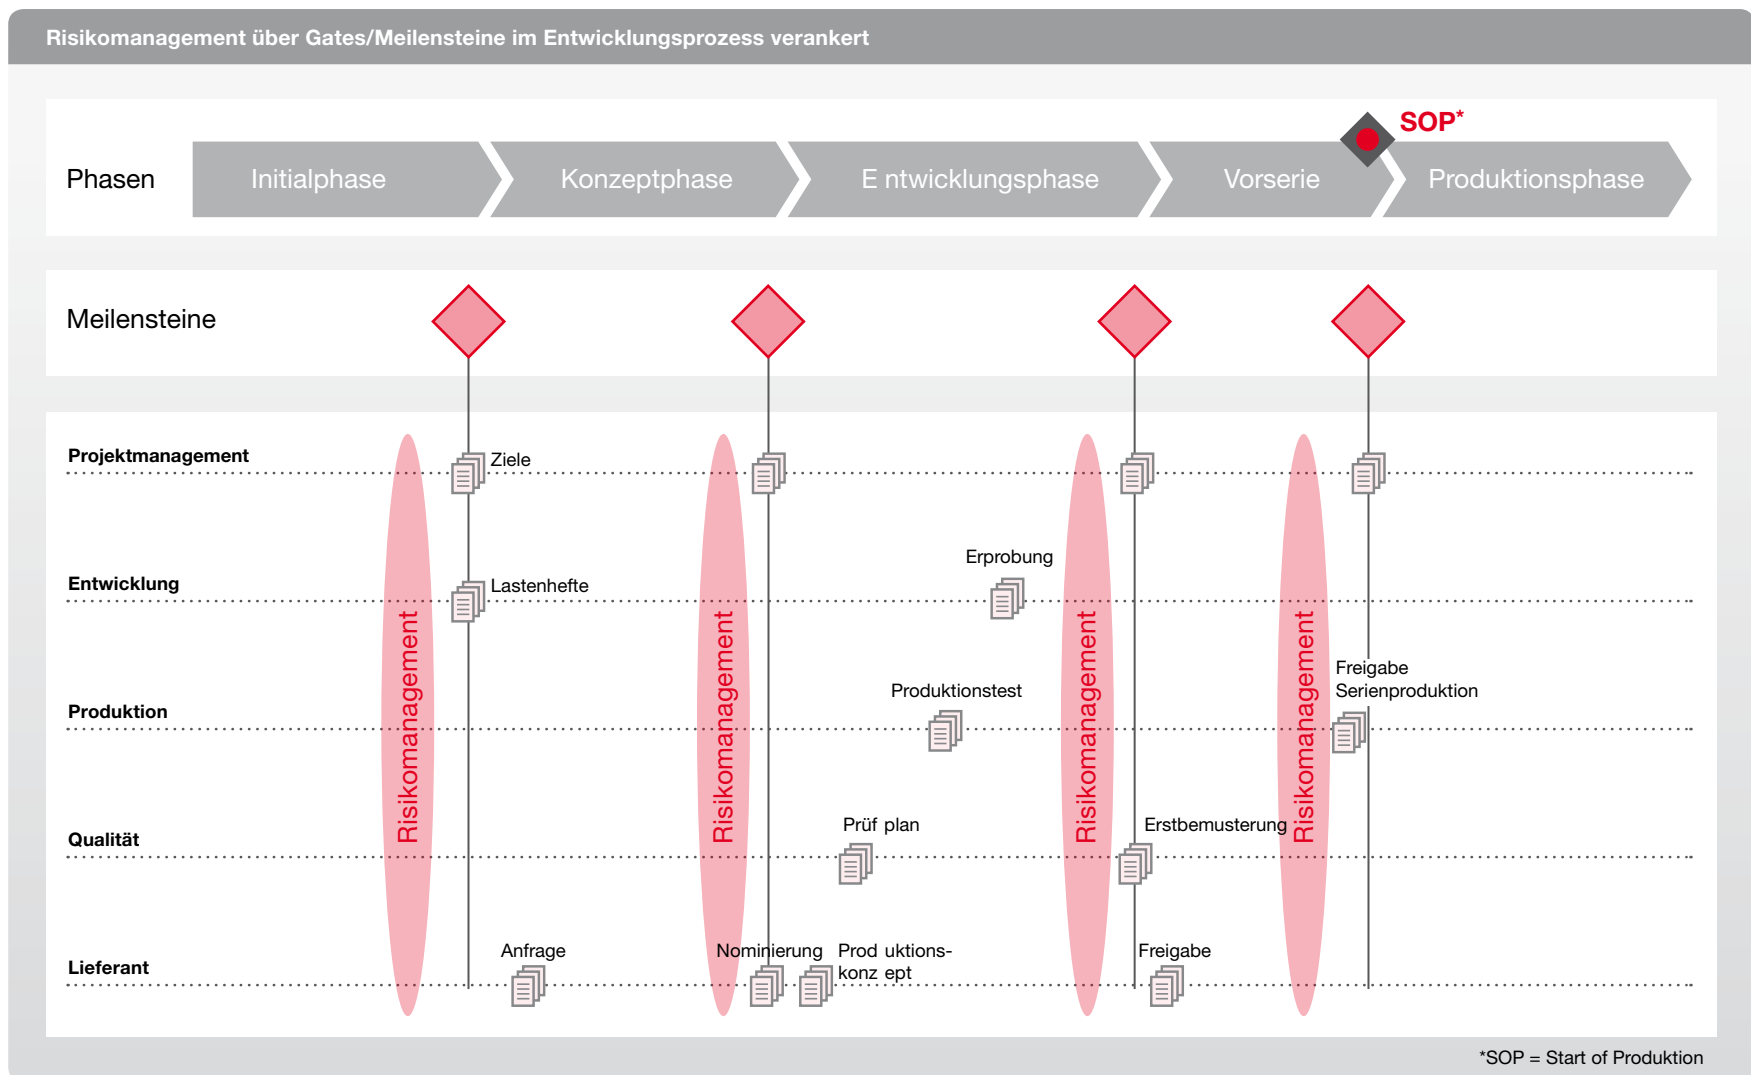 Risikomanagement über Gates/Meilensteine im Entwicklungsprozess verankert
SOP*
Phasen
Initialphase
Konzeptphase
E ntwicklungsphase
Vorserie
Produktionsphase
Meilensteine
Projektmanagement
Ziele
Entwicklung
Lastenhefte
Erprobung
Produktion
Produktionstest
Freigabe
Serienproduktion
Qualität
Prüf plan
Erstbemusterung
Lieferant
Anfrage
Nominierung
Prod uktions-
konz ept
Freigabe
Risikomanagement
Risikomanagement
Risikomanagement
Risikomanagement
*SOP = Start of Produktion